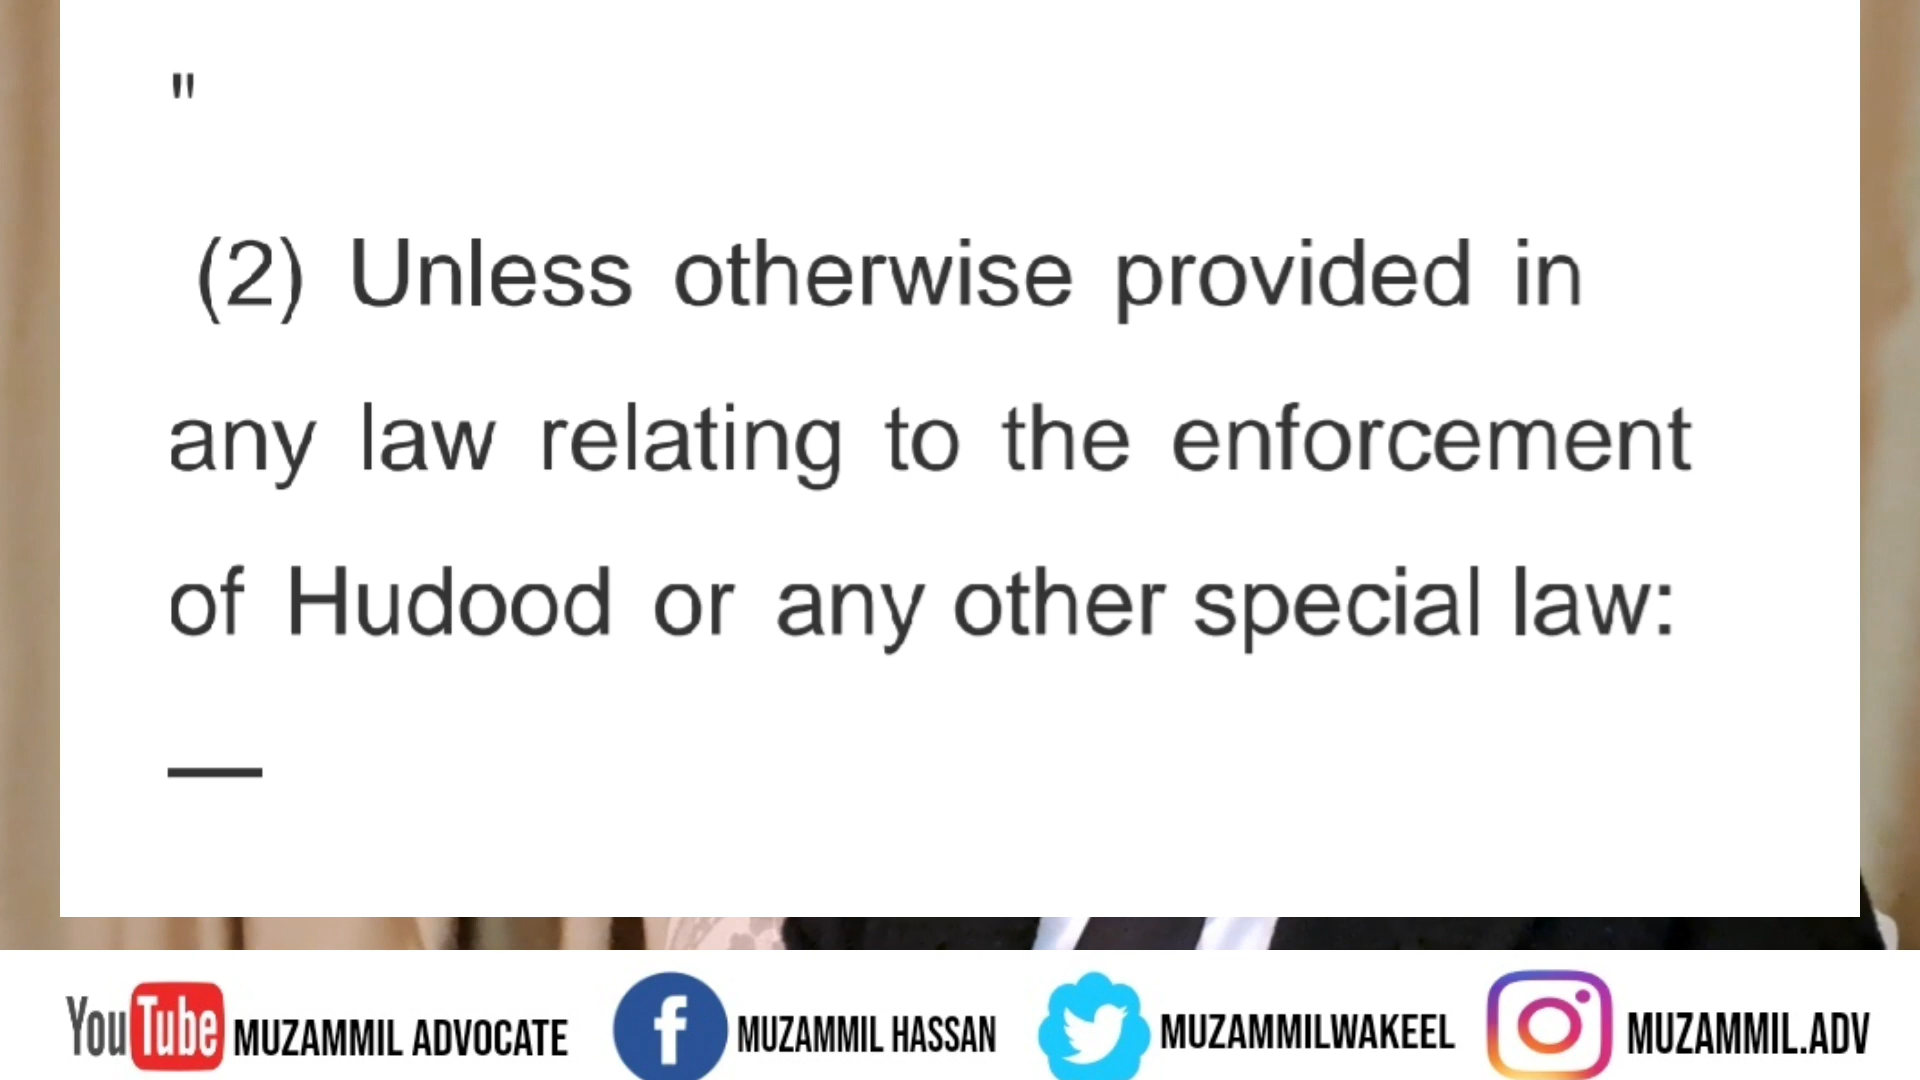 "
(2) Unless otherwise provided in
any law relating to the enforcement
of Hudood or any other special law:
—
YouTube MUZAMMIL ADVOCATE f MUZAMMIL HASSAN MUZAMMILWAKEEL MUZAMMIL.ADV